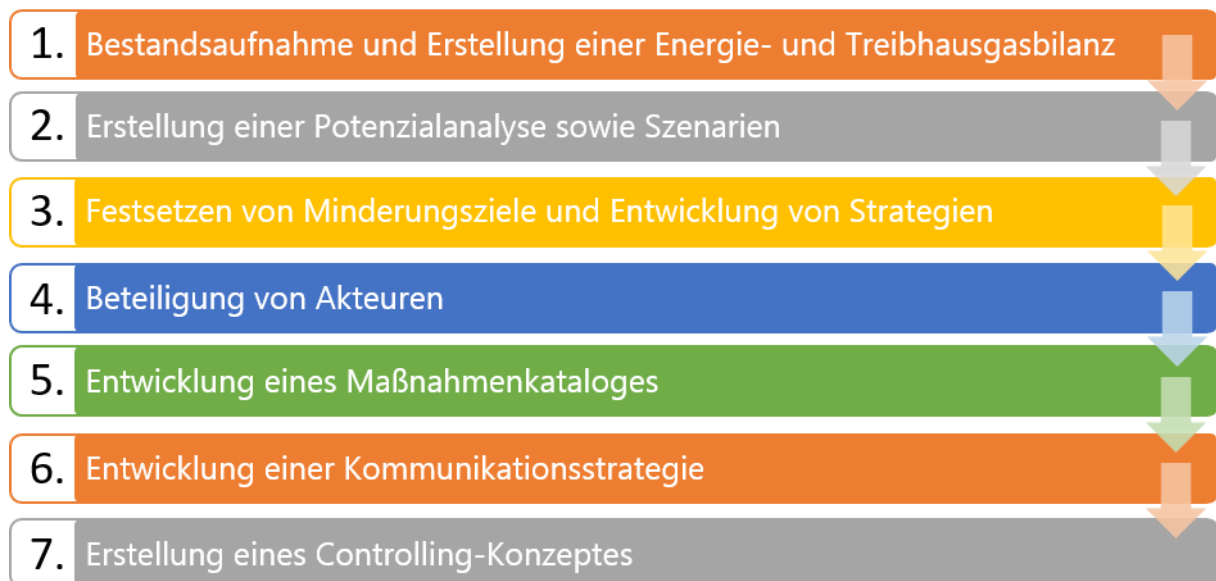 1. Bestandsaufnahme und Erstellung einer Energie- und Treibhausgasbilanz
2. Erstellung einer Potenzialanalyse sowie Szenarien
3. Festsetzen von Minderungsziele und Entwicklung von Strategien
4. Beteiligung von Akteuren
5. Entwicklung eines Maßnahmenkataloges
6. Entwicklung einer Kommunikationsstrategie
7. Erstellung eines Controlling-Konzeptes